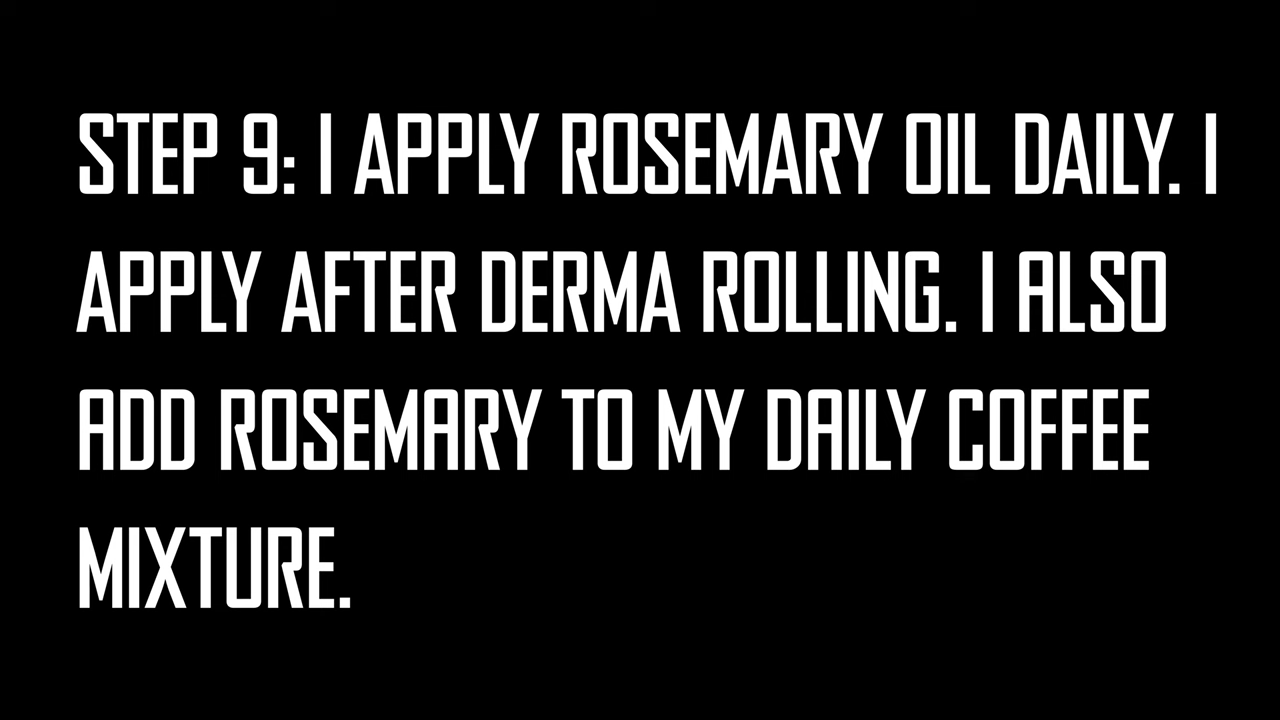 STEP 9: I APPLY ROSEMARY OIL DAILY. I
APPLY AFTER DERMA ROLLING. I ALSO
ADD ROSEMARY TO MY DAILY COFFEE
MIXTURE.